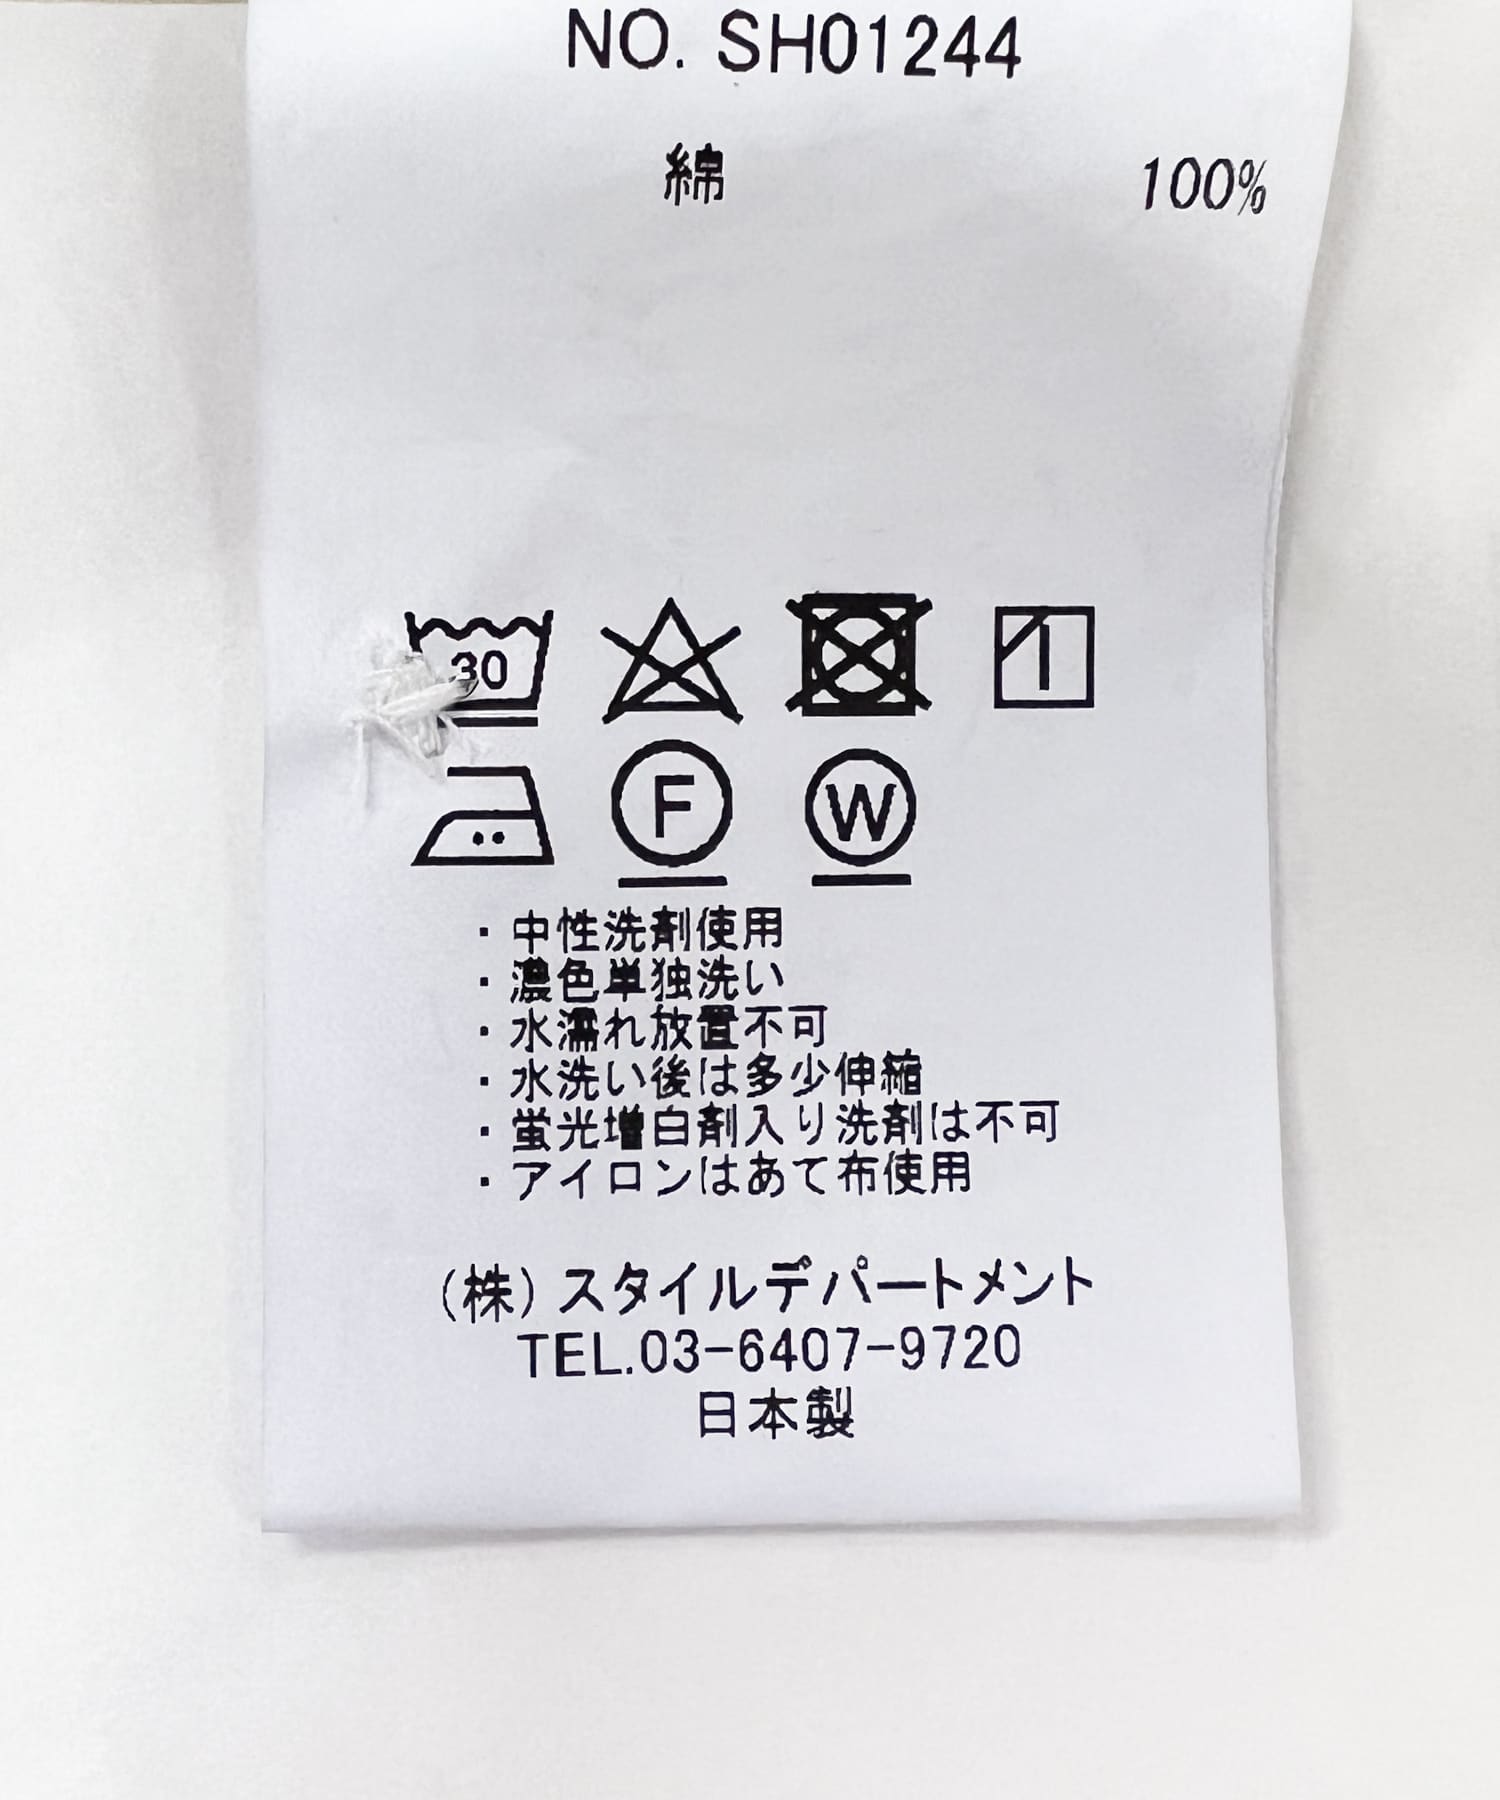 NO. SH01244
綿 100%
30
F W
・中性洗剤使用
・濃色単独洗い
・水濡れ放置不可
・水洗い後は多少伸縮
・蛍光増白剤入り洗剤は不可
・アイロンはあて布使用
(株)スタイルデパートメント
TEL.03-6407-9720
日本製